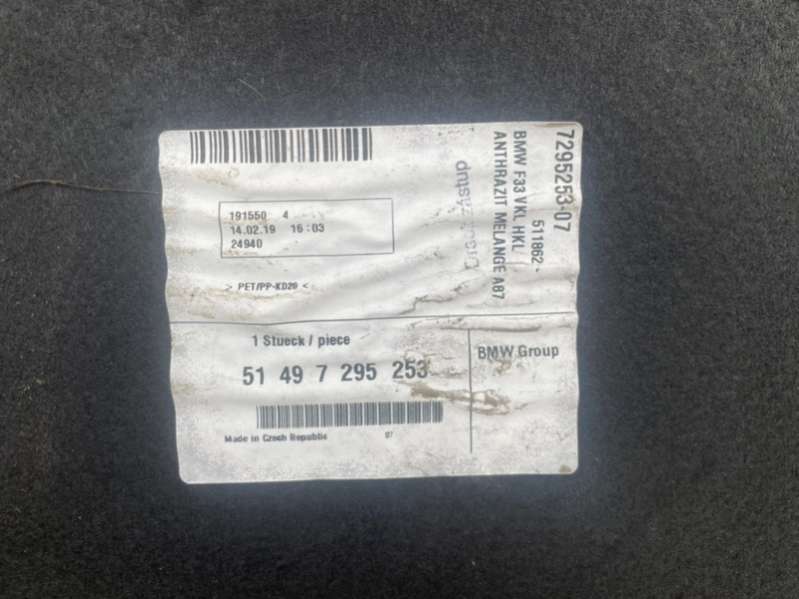 191550 4
14.02.19 16:03
24940
> PET/PP-KD20 <
7295253-07
511862-
BMW F33 VKL HKL
ANTHRAZIT MELANGE A87
1 Stueck / piece
51 49 7 295 253
BMW Group
Made in Czech Republic
07